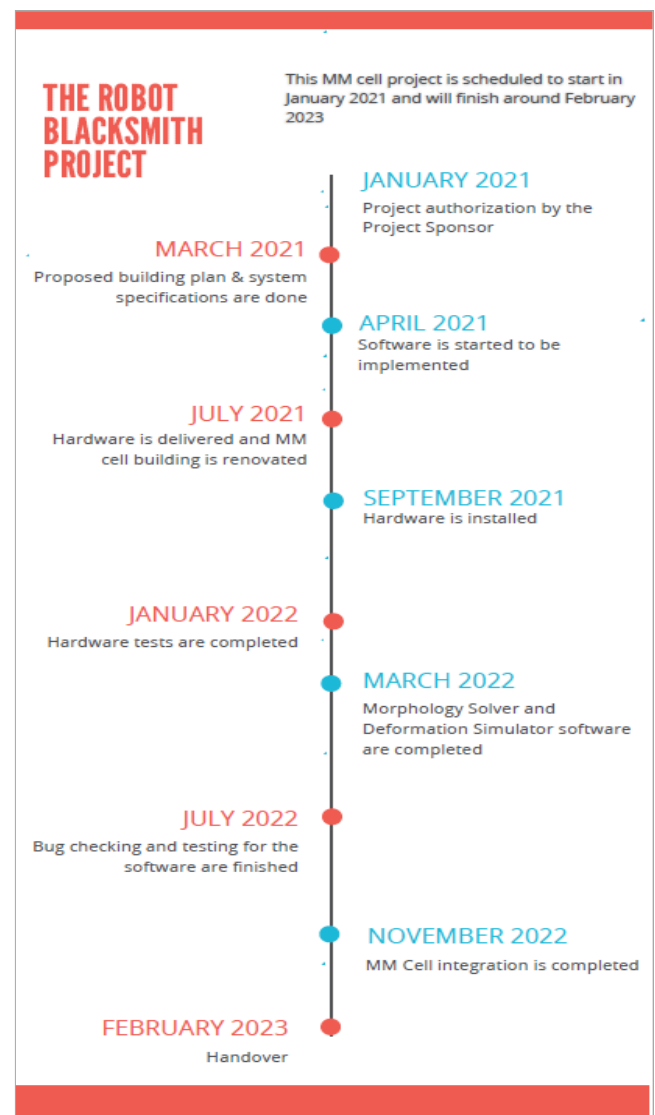 THE ROBOT
BLACKSMITH
PROJECT
This MM cell project is scheduled to start in
January 2021 and will finish around February
2023
JANUARY 2021
Project authorization by the
Project Sponsor
MARCH 2021
Proposed building plan & system
specifications are done
APRIL 2021
Software is started to be
implemented
JULY 2021
Hardware is delivered and MM
cell building is renovated
SEPTEMBER 2021
Hardware is installed
JANUARY 2022
Hardware tests are completed
MARCH 2022
Morphology Solver and
Deformation Simulator software
are completed
JULY 2022
Bug checking and testing for the
software are finished
NOVEMBER 2022
MM Cell integration is completed
FEBRUARY 2023
Handover